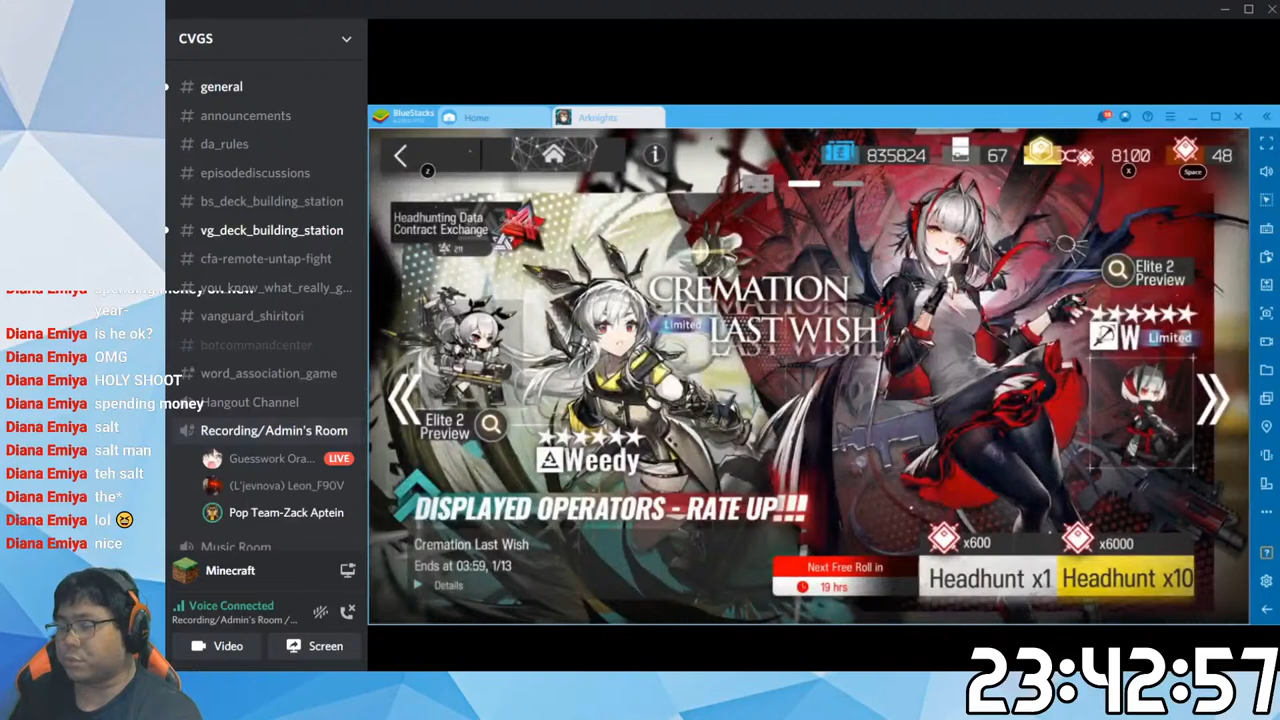 CVGS
general
announcements
da_rules
episodediscussions
bs_deck_building_station
vg_deck_building_station
cfa-remote-untap-fight
you_know_what_really_g...
vanguard_shiritori
botcommandcenter
word_association_game
Hangout Channel
Recording/Admin's Room
Guesswork Ora... LIVE
(L'jevnova) Leon_F90V
Pop Team-Zack Aptein
Music Room
Minecraft
Voice Connected
Recording/Admin's Room /...
Video Screen
year-
Diana Emiya is he ok?
Diana Emiya OMG
Diana Emiya HOLY SHOOT
Diana Emiya spending money
Diana Emiya salt
Diana Emiya salt man
Diana Emiya teh salt
Diana Emiya the*
Diana Emiya lol 😆
Diana Emiya nice
BlueStacks Home Arknights
Z
835824 67 8100 48
X Space
Headhunting Data
Contract Exchange
CREMATION
Limited LAST WISH
Elite 2
Preview
W Limited
Elite 2
Preview
Weedy
DISPLAYED OPERATORS - RATE UP!!!
Cremation Last Wish
Ends at 03:59, 1/13
Details
Next Free Roll in
19 hrs
x600 x6000
Headhunt x1 Headhunt x10
23:42:57